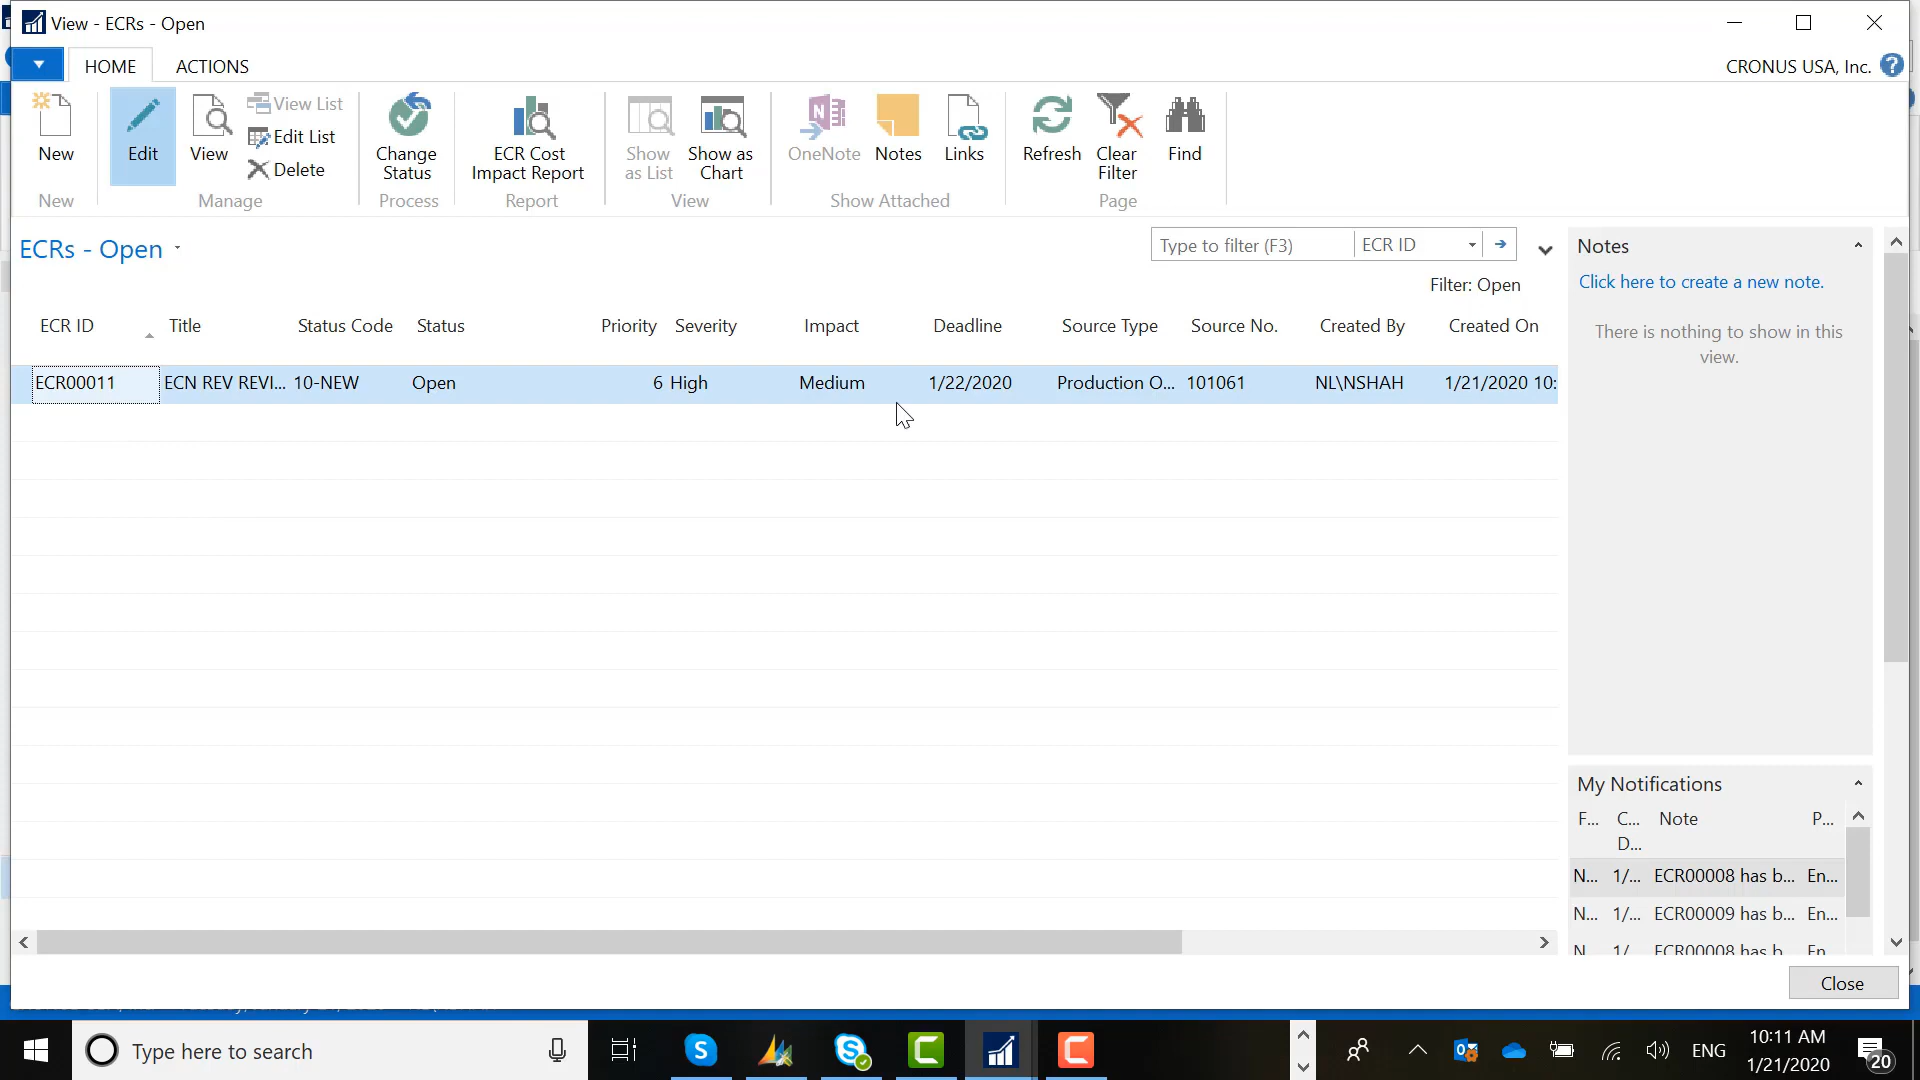 View - ECRs - Open
HOME
ACTIONS
CRONUS USA, Inc.
New
Edit
View
View List
Edit List
Delete
Change
Status
ECR Cost
Impact Report
Show
as List
Show as
Chart
OneNote
Notes
Links
Refresh
Clear
Filter
Find
New
Manage
Process
Report
View
Show Attached
Page
ECRs - Open
Type to filter (F3)
ECR ID
Filter: Open
ECR ID Title Status Code Status Priority Severity Impact Deadline Source Type Source No. Created By Created On
ECR00011 ECN REV REVI... 10-NEW Open 6 High Medium 1/22/2020 Production O... 101061 NL\NSHAH 1/21/2020 10:
Notes
Click here to create a new note.
There is nothing to show in this
view.
My Notifications
F... C... Note P...
D...
N... 1/... ECR00008 has b... En...
N... 1/... ECR00009 has b... En...
N 1/ ECR00008 has b En
Close
Type here to search
ENG
10:11 AM
1/21/2020
20